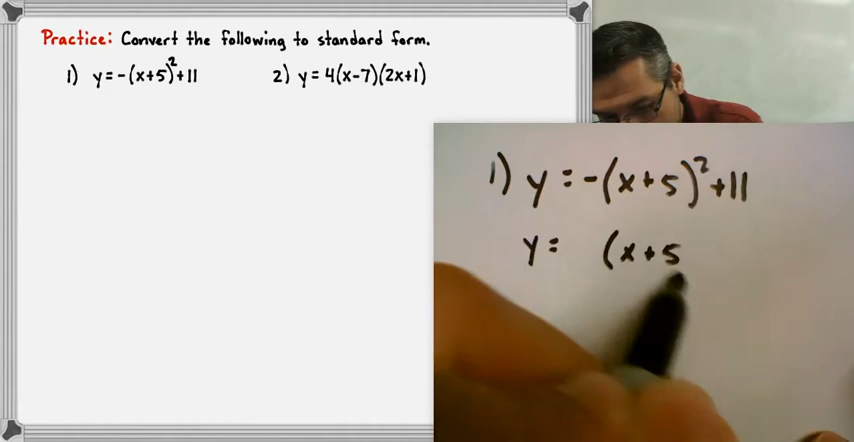 Practice: Convert the following to standard form.
1) y = -(x+5)² + 11
2) y = 4(x-7)(2x+1)
1) y = -(x+5)² + 11
y = (x+5